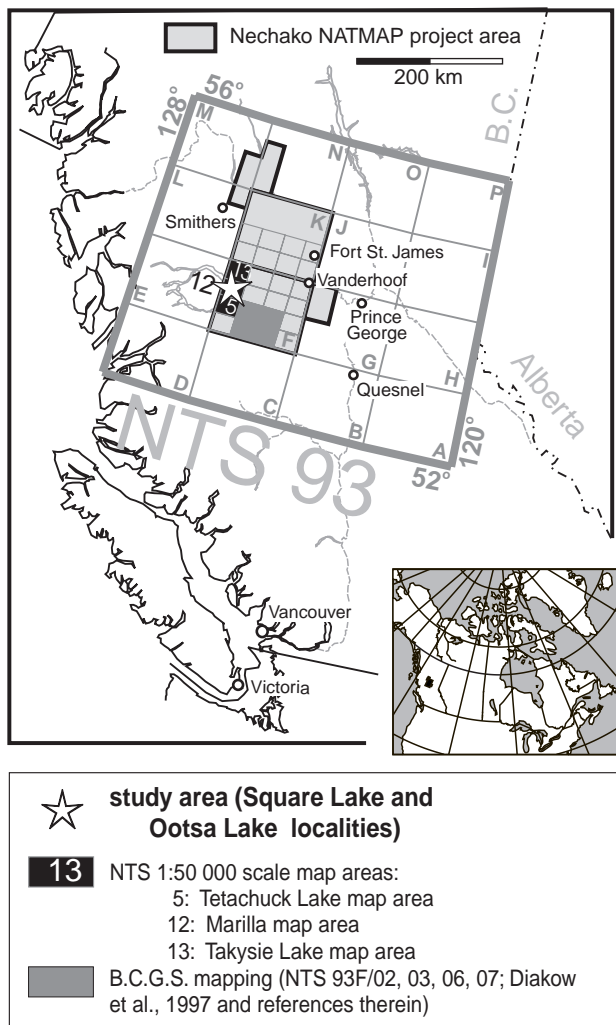 Nechako NATMAP project area
200 km
B.C.
56°
128°
M
N
O
P
L
Smithers
K
J
Fort St. James
I
13
Vanderhoof
12
5
E
Prince
George
F
G
H
Alberta
Quesnel
D
C
B
A
120°
52°
NTS 93
Vancouver
Victoria
study area (Square Lake and
Ootsa Lake localities)
13 NTS 1:50 000 scale map areas:
5: Tetachuck Lake map area
12: Marilla map area
13: Takysie Lake map area
B.C.G.S. mapping (NTS 93F/02, 03, 06, 07; Diakow
et al., 1997 and references therein)